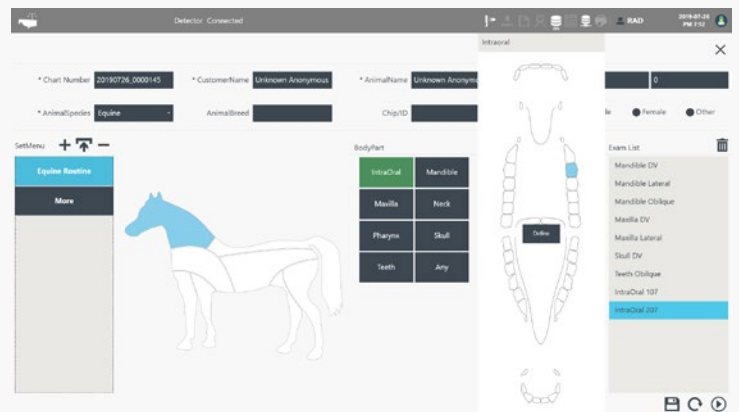 Detector Connected
RAD
2019-07-26
PM 7:12
Intraoral
* Chart Number 20190726_0000145
* CustomerName Unknown Anonymous
* AnimalName Unknown Anonym
0
* AnimalSpecies Equine
AnimalBreed
Chip/ID
Female
Other
SetMenu
BodyPart
Exam List
Equine Routine
More
IntraOral
Mandible
Maxilla
Neck
Pharynx
Skull
Teeth
Any
Define
Mandible DV
Mandible Lateral
Mandible Oblique
Maxilla DV
Maxilla Lateral
Skull DV
Teeth Oblique
IntraOral 107
IntraOral 207